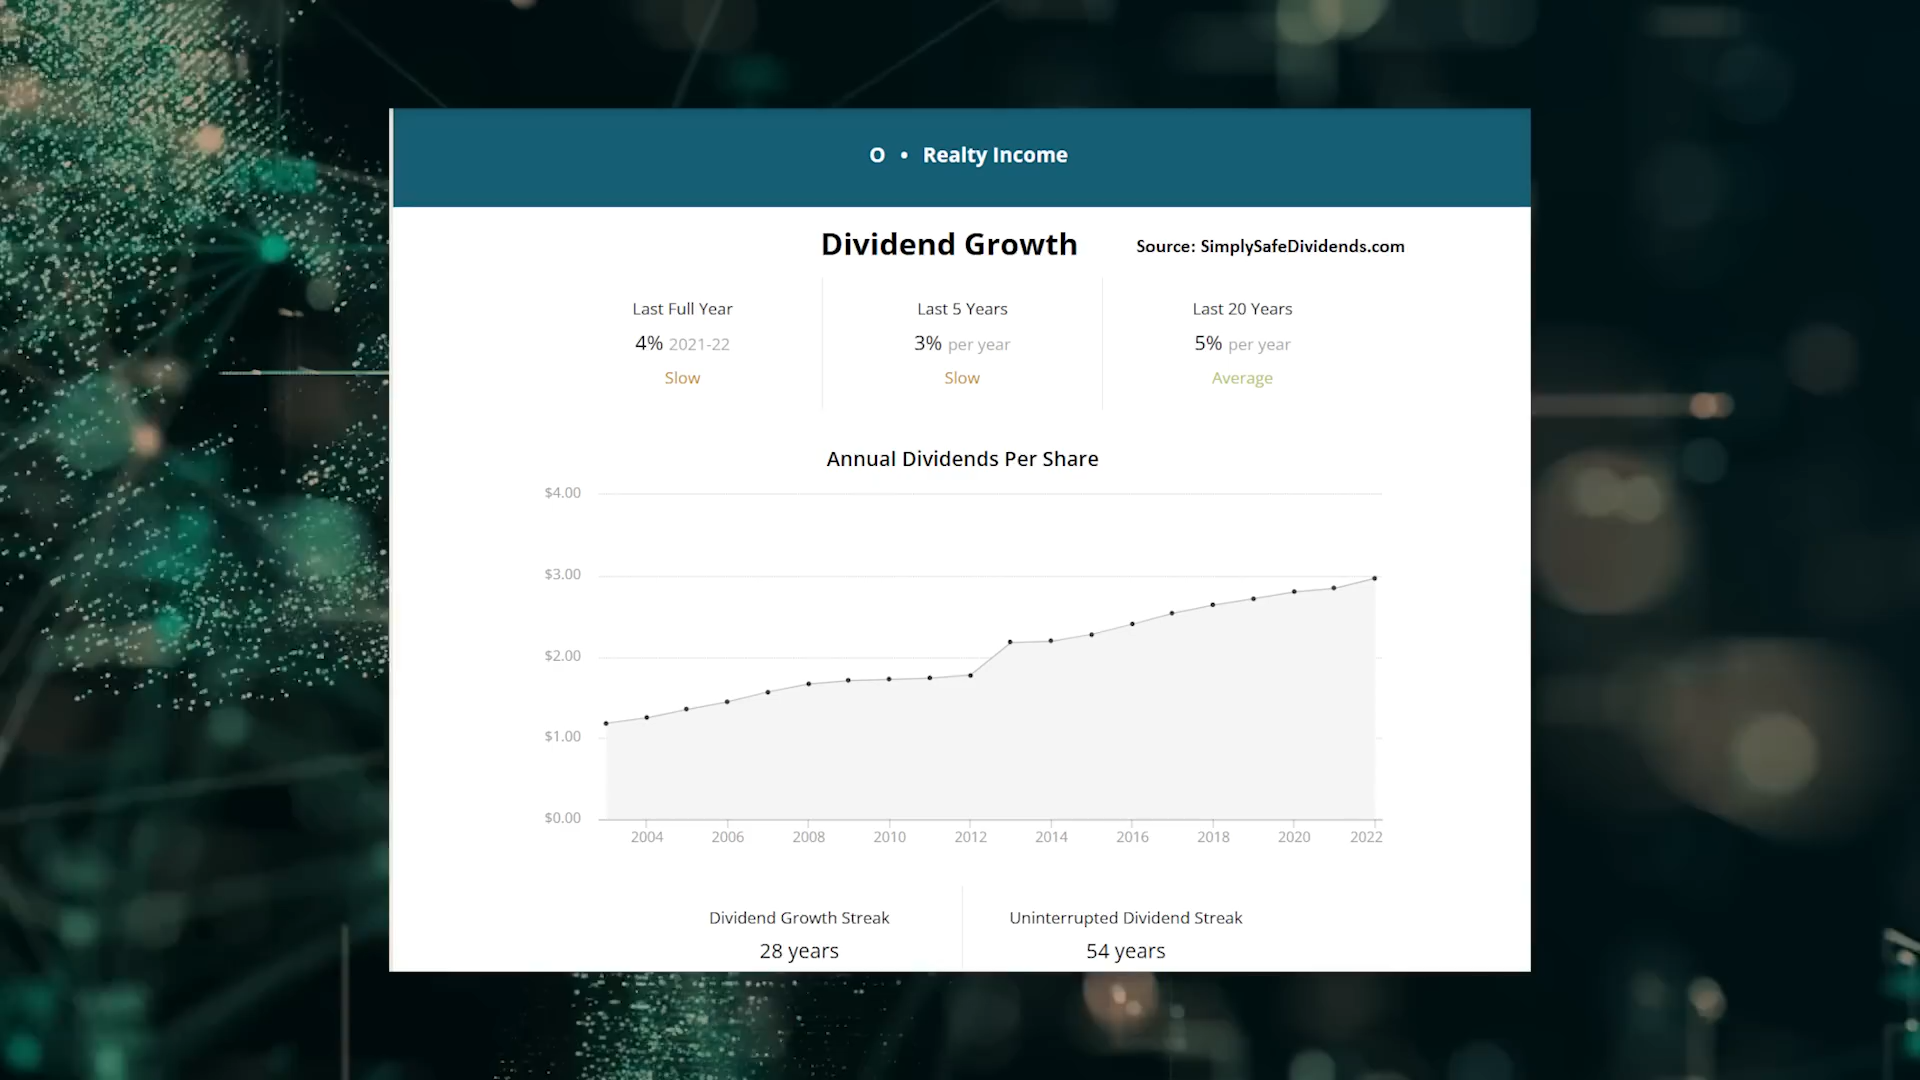 O • Realty Income
Dividend Growth
Source: SimplySafeDividends.com
Last Full Year
4% 2021-22
Slow
Last 5 Years
3% per year
Slow
Last 20 Years
5% per year
Average
Annual Dividends Per Share
$4.00
$3.00
$2.00
$1.00
$0.00
2004 2006 2008 2010 2012 2014 2016 2018 2020 2022
Dividend Growth Streak
28 years
Uninterrupted Dividend Streak
54 years